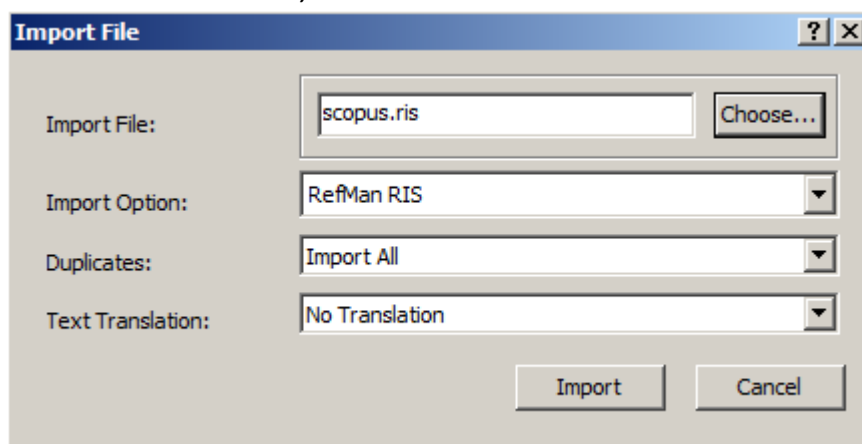 Import File
Import File:
scopus.ris
Choose...
Import Option:
RefMan RIS
Duplicates:
Import All
Text Translation:
No Translation
Import
Cancel